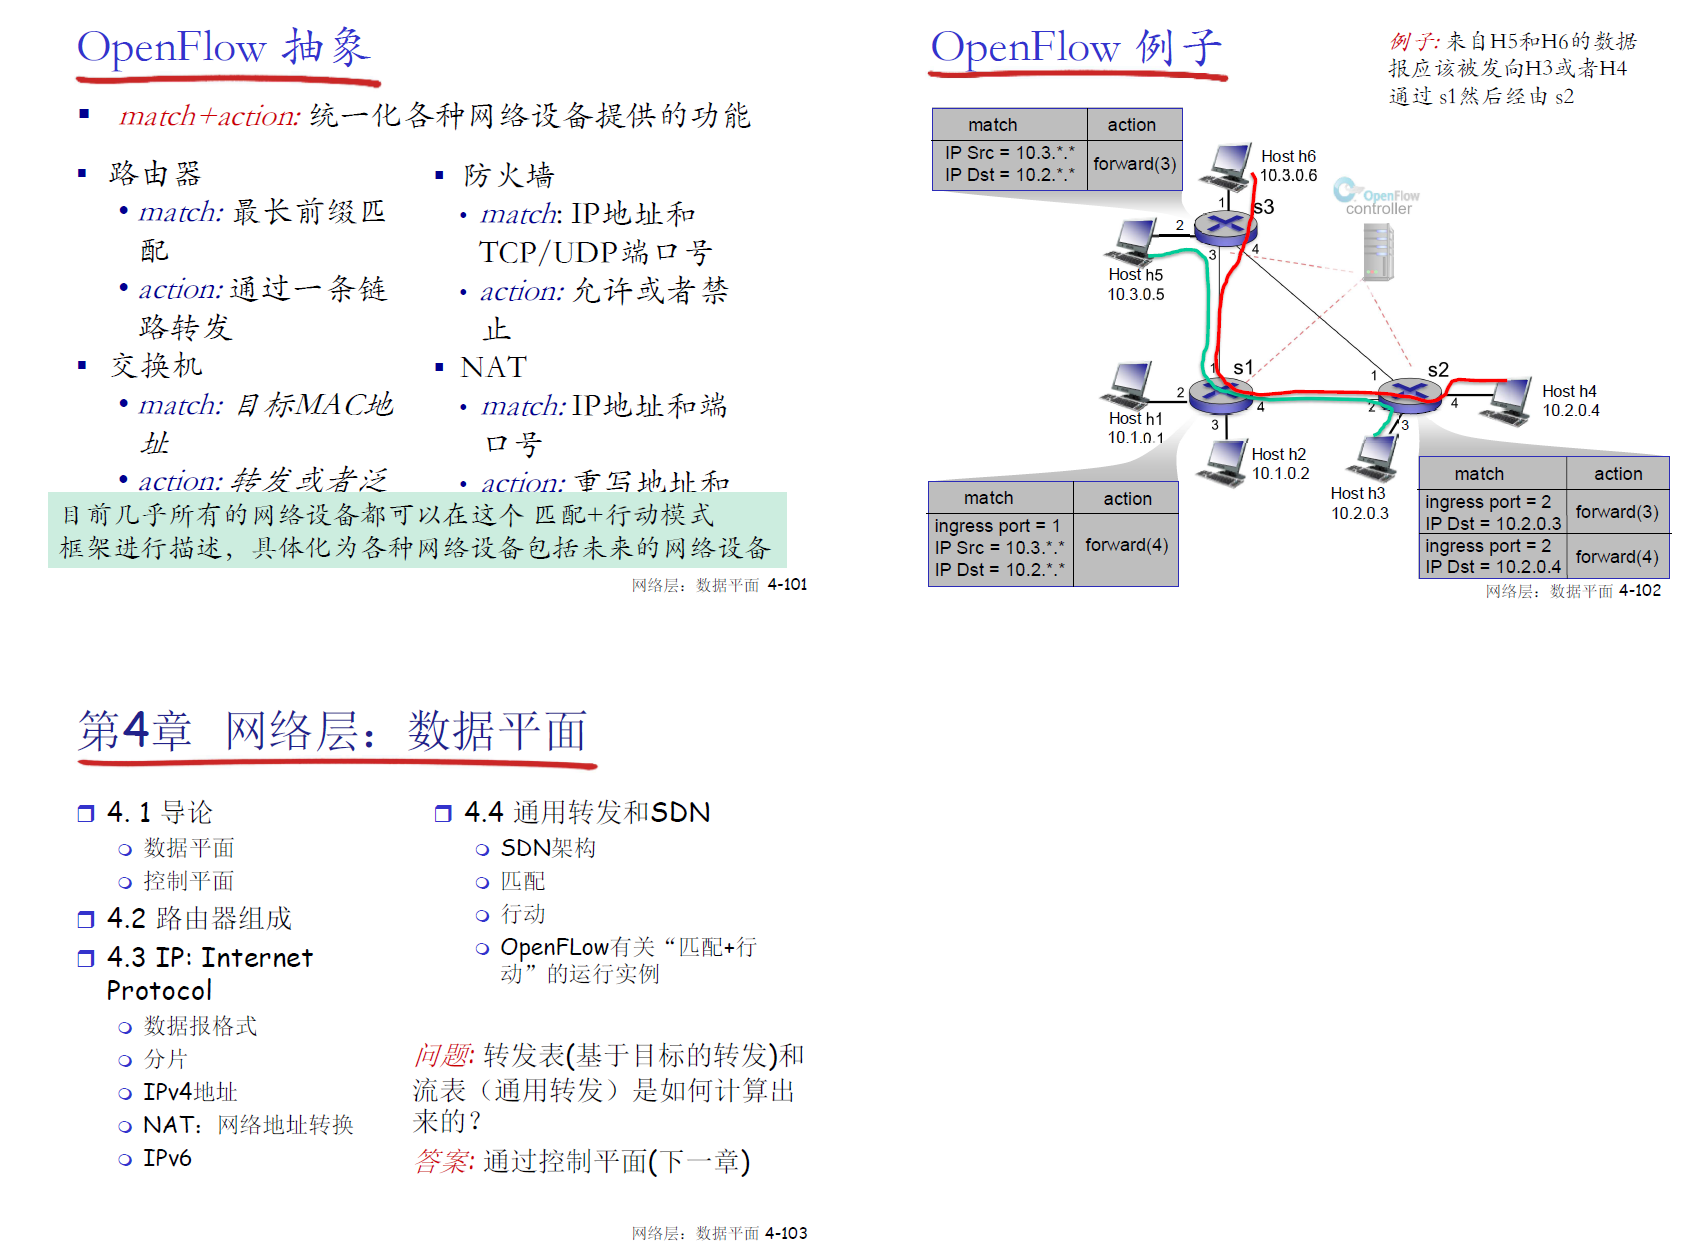 OpenFlow 抽象
match+action: 统一化各种网络设备提供的功能
路由器
match: 最长前缀匹
配
action: 通过一条链
路转发
交换机
match: 目标MAC地
址
action: 转发或者泛
防火墙
match: IP地址和
TCP/UDP端口号
action: 允许或者禁
止
NAT
match: IP地址和端
口号
action: 重写地址和
目前几乎所有的网络设备都可以在这个 匹配+行动模式
框架进行描述，具体化为各种网络设备包括未来的网络设备
网络层：数据平面 4-101
OpenFlow 例子
例子: 来自H5和H6的数据
报应该被发向H3或者H4
通过 s1然后经由 s2
match action
IP Src = 10.3.*.*
IP Dst = 10.2.*.*
forward(3)
Host h6
10.3.0.6
OpenFlow
controller
1
s3
2
3
4
Host h5
10.3.0.5
1
s1
2
4
3
Host h1
10.1.0.1
Host h2
10.1.0.2
1
s2
2
4
3
Host h4
10.2.0.4
Host h3
10.2.0.3
match action
ingress port = 1
IP Src = 10.3.*.*
IP Dst = 10.2.*.*
forward(4)
match action
ingress port = 2
IP Dst = 10.2.0.3
forward(3)
ingress port = 2
IP Dst = 10.2.0.4
forward(4)
网络层：数据平面 4-102
第4章 网络层：数据平面
4. 1 导论
数据平面
控制平面
4.2 路由器组成
4.3 IP: Internet
Protocol
数据报格式
分片
IPv4地址
NAT：网络地址转换
IPv6
4.4 通用转发和SDN
SDN架构
匹配
行动
OpenFLow有关“匹配+行
动”的运行实例
问题: 转发表(基于目标的转发)和
流表（通用转发）是如何计算出
来的？
答案: 通过控制平面(下一章)
网络层：数据平面 4-103